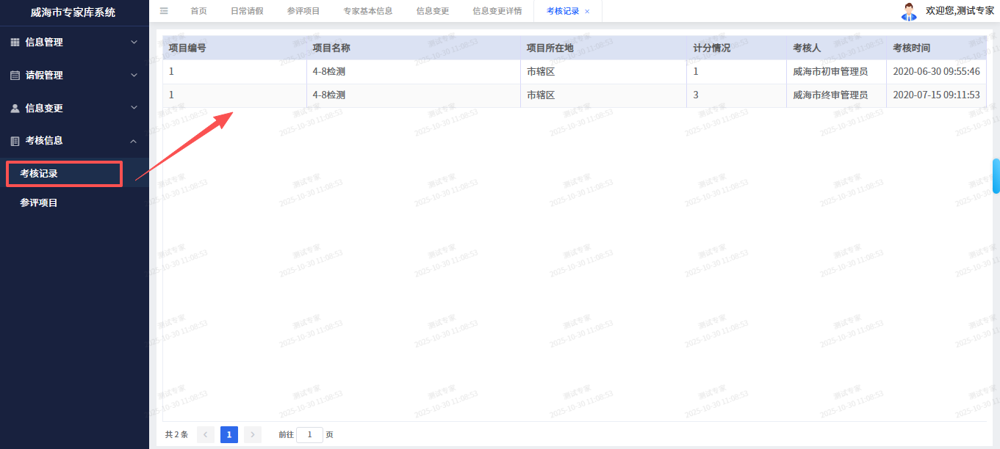 威海市专家库系统
首页
日常请假
参评项目
专家基本信息
信息变更
信息变更详情
考核记录 ×
欢迎您,测试专家
信息管理
请假管理
信息变更
考核信息
考核记录
参评项目
项目编号 项目名称 项目所在地 计分情况 考核人 考核时间
1 4-8检测 市辖区 1 威海市初审管理员 2020-06-30 09:55:46
1 4-8检测 市辖区 3 威海市终审管理员 2020-07-15 09:11:53
测试专家
2025-10-30 11:08:53
共 2 条 1 前往 1 页